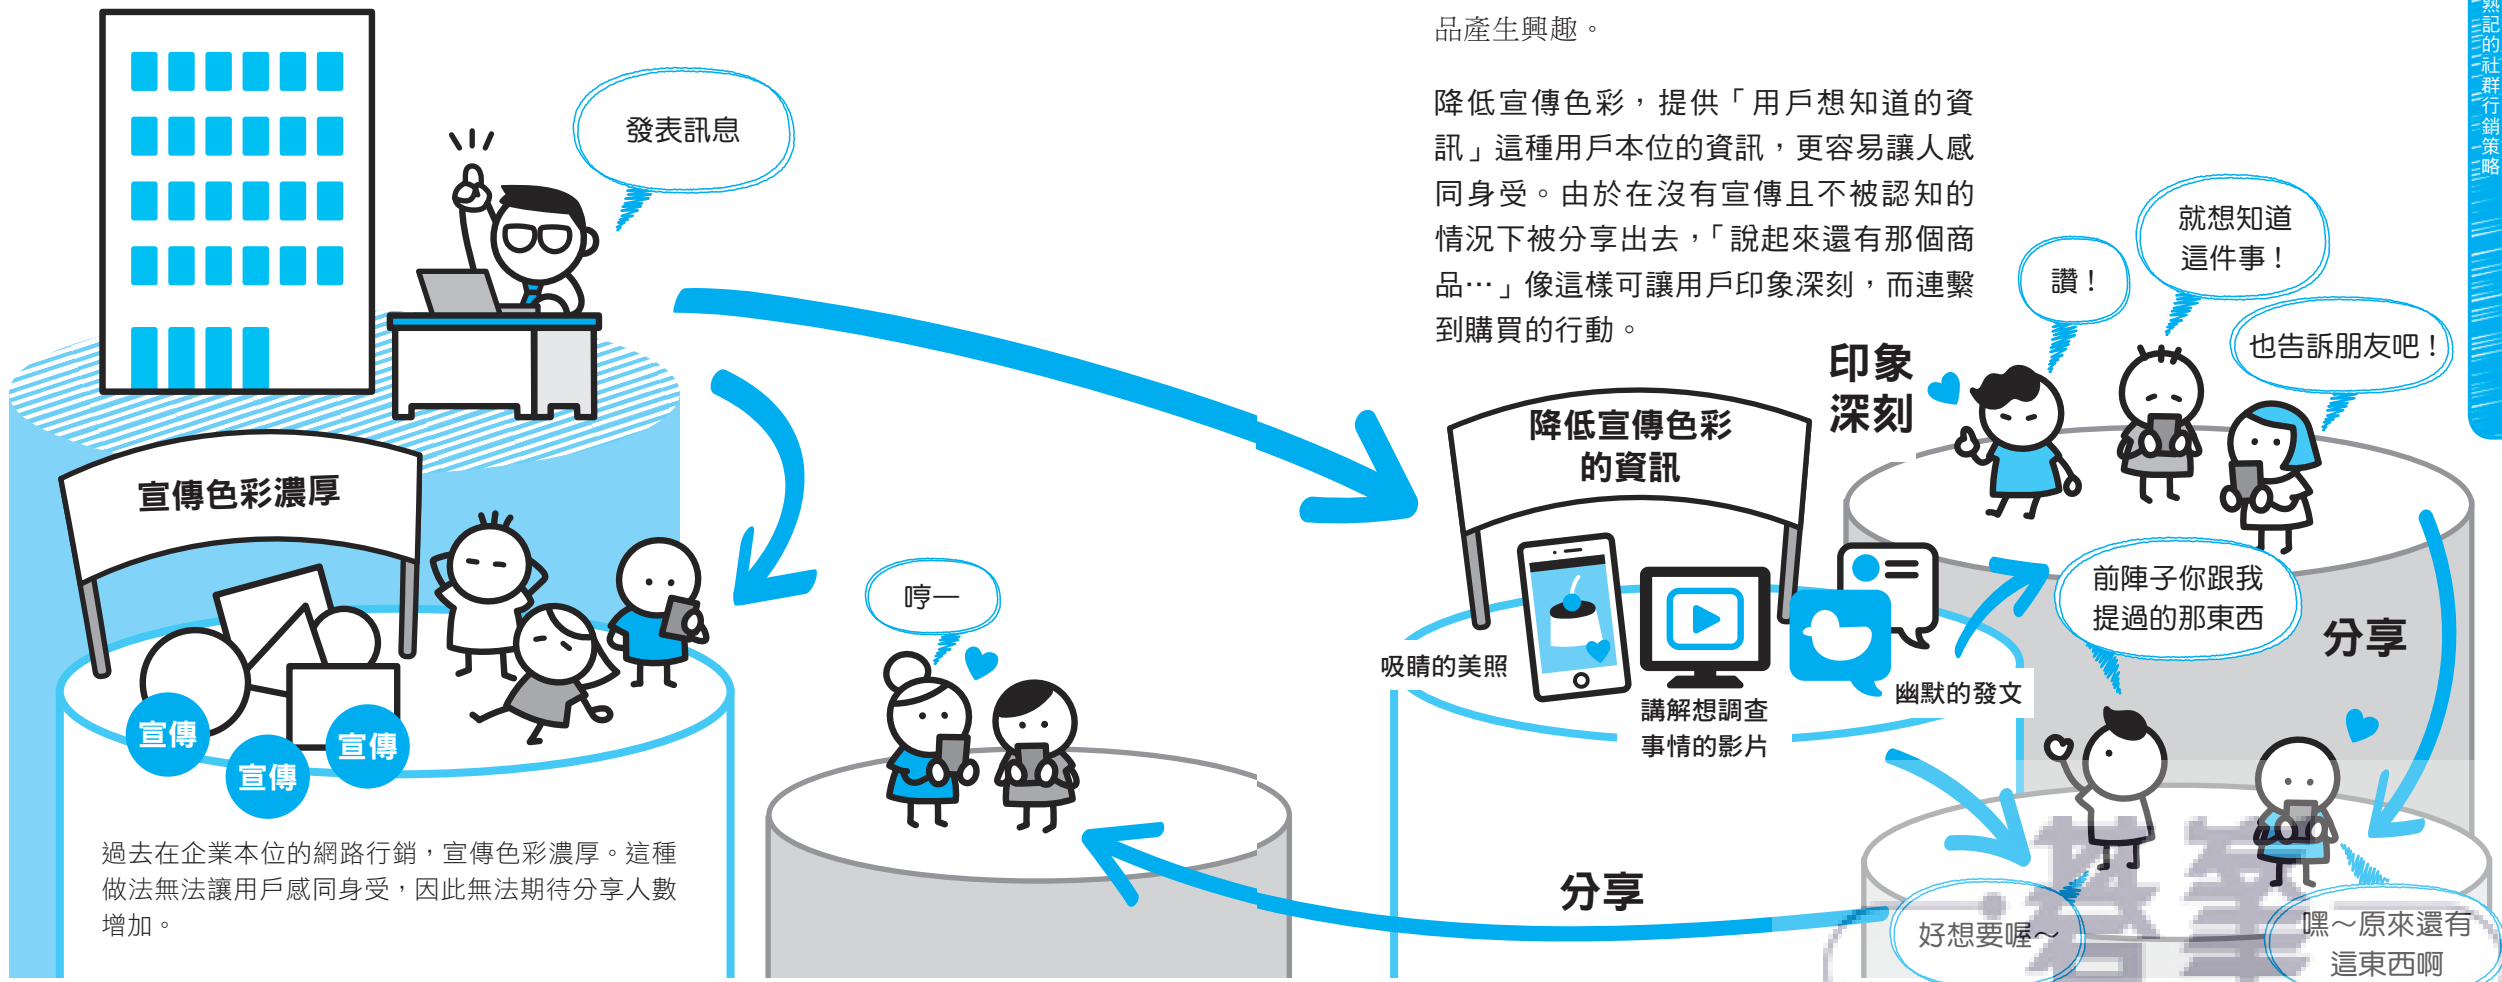 品產生興趣。
降低宣傳色彩，提供「用戶想知道的資
訊」這種用戶本位的資訊，更容易讓人感
同身受。由於在沒有宣傳且不被認知的
情況下被分享出去，「說起來還有那個商
品…」像這樣可讓用戶印象深刻，而連繫
到購買的行動。
熟記的社群行銷策略
發表訊息
宣傳色彩濃厚
宣傳
宣傳
宣傳
過去在企業本位的網路行銷，宣傳色彩濃厚。這種
做法無法讓用戶感同身受，因此無法期待分享人數
增加。
哼—
降低宣傳色彩
的資訊
吸睛的美照
講解想調查
事情的影片
幽默的發文
印象
深刻
讚！
就想知道
這件事！
也告訴朋友吧！
前陣子你跟我
提過的那東西
分享
分享
好想要喔～
嘿～原來還有
這東西啊